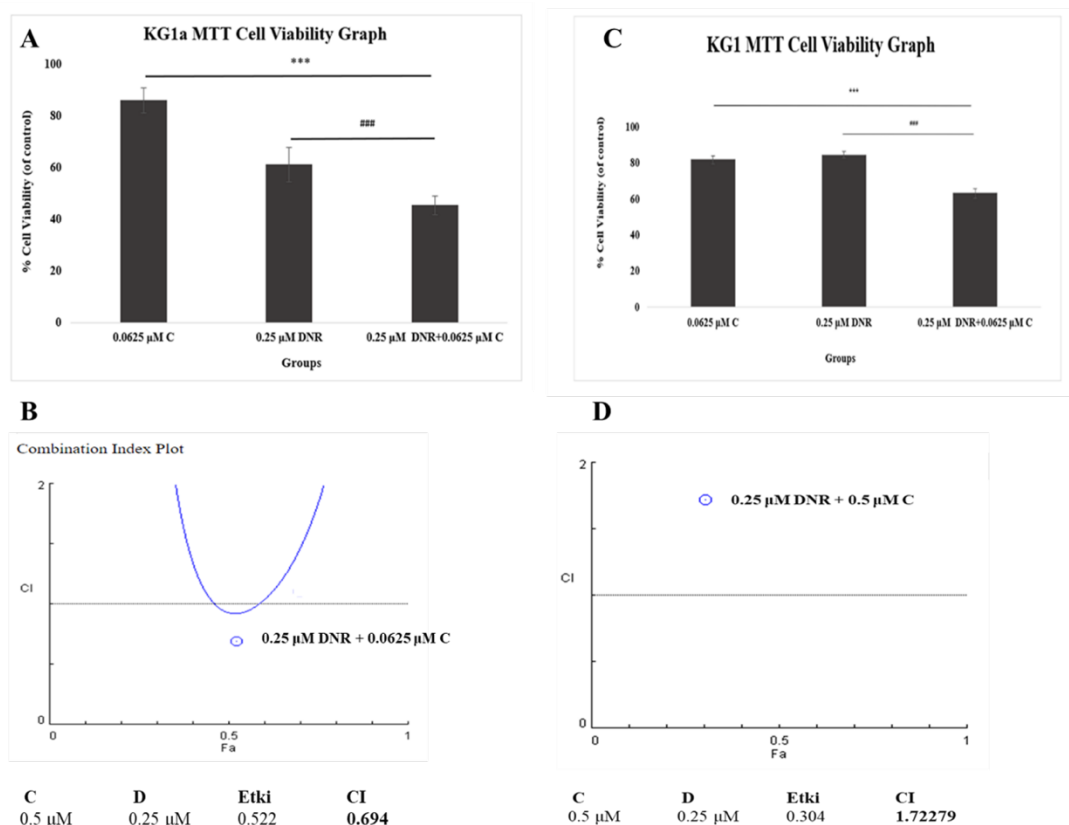 A
KG1a MTT Cell Viability Graph
% Cell Viability (of control)
100
80
60
40
20
0
***
###
0.0625 µM C
0.25 µM DNR
0.25 µM DNR+0.0625 µM C
Groups
C
KG1 MTT Cell Viability Graph
% Cell Viability (of control)
100
80
60
40
20
0
***
###
0.0625 µM C
0.25 µM DNR
0.25 µM DNR+0.0625 µM C
Groups
B
Combination Index Plot
2
CI
0
0.25 µM DNR + 0.0625 µM C
0
0.5
1
Fa
C D Etki CI
0.5 µM 0.25 µM 0.522 0.694
D
2
CI
0
0.25 µM DNR + 0.5 µM C
0
0.5
1
Fa
C D Etki CI
0.5 µM 0.25 µM 0.304 1.72279